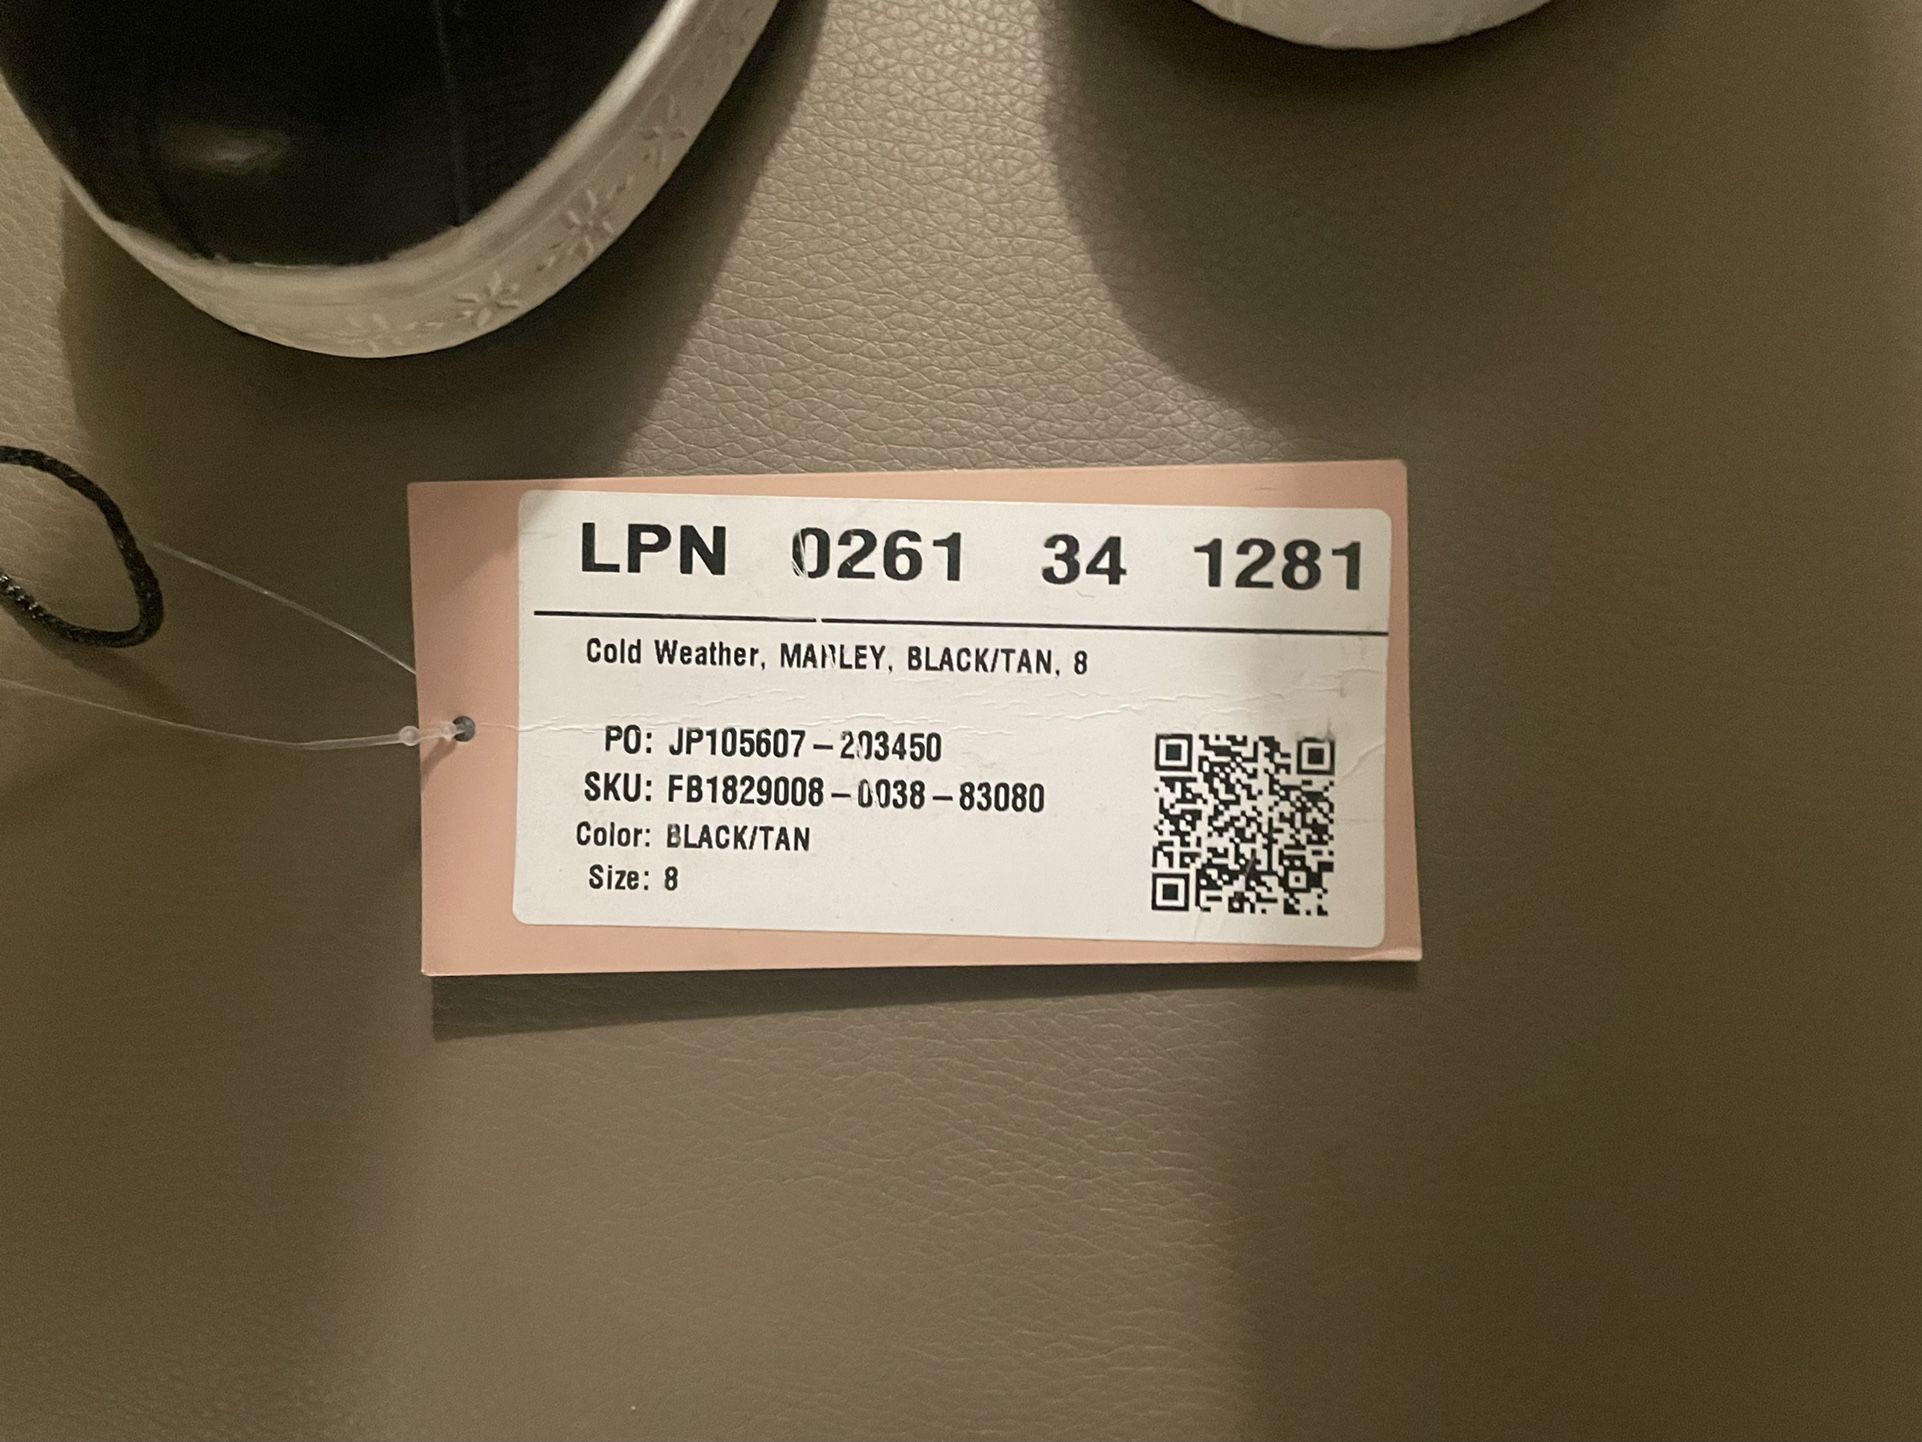 LPN 0261 34 1281
Cold Weather, MARLEY, BLACK/TAN, 8
PO: JP105607-203450
SKU: FB1829008-0038-83080
Color: BLACK/TAN
Size: 8